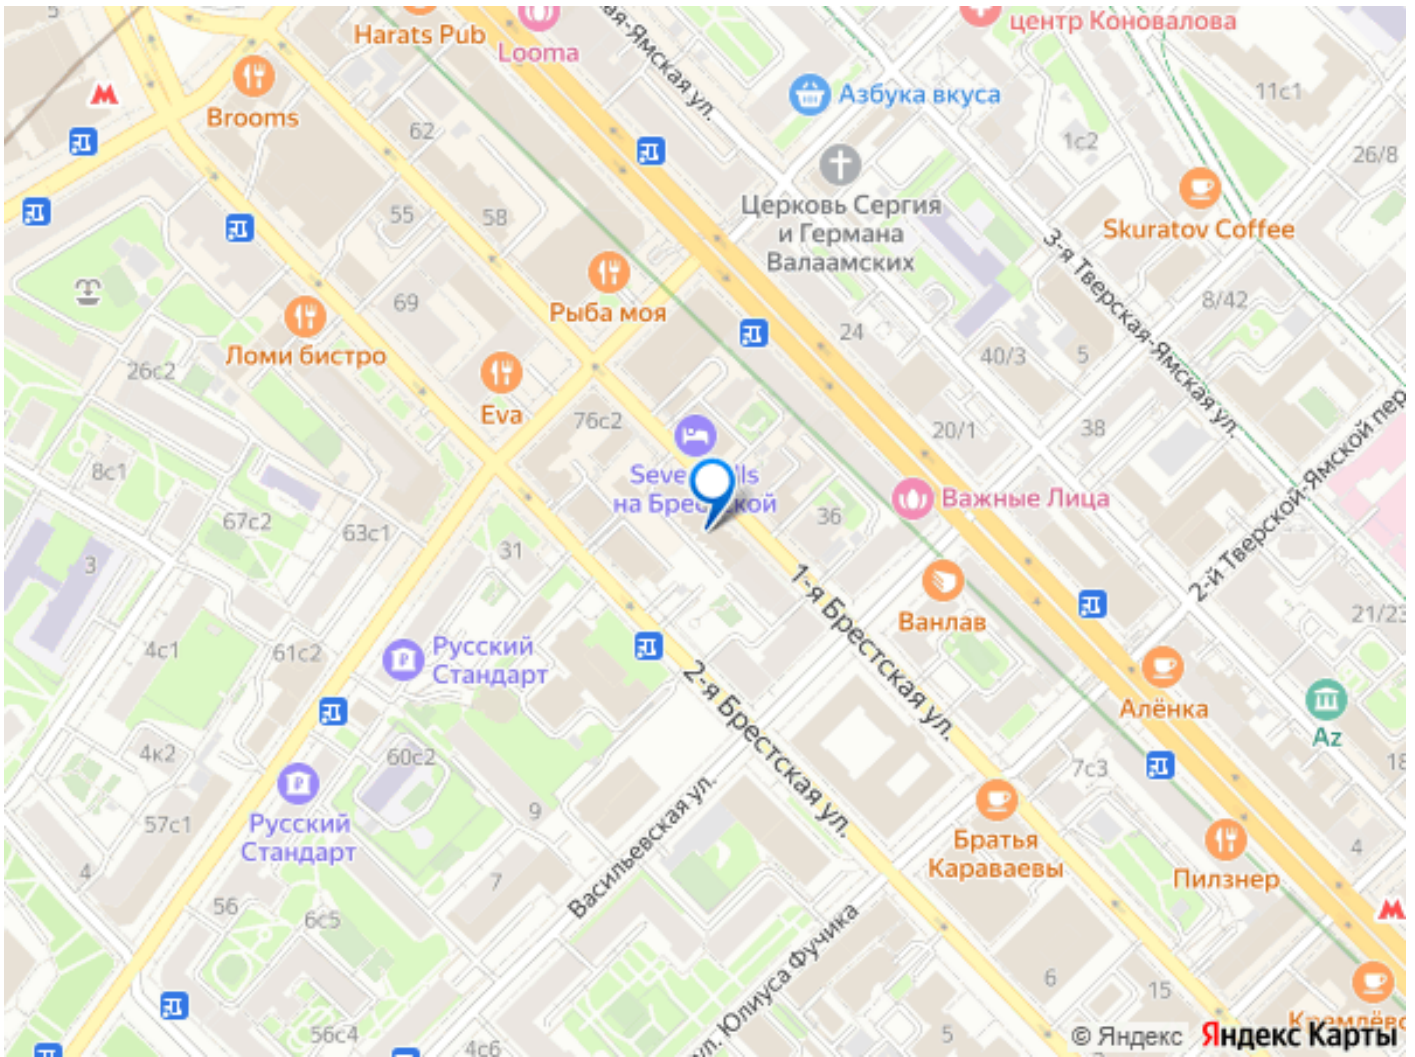 Harats Pub
Looma
центр Коновалова
-Ямская ул.
Азбука вкуса
11с1
Brooms
62
1с2
26/8
Церковь Сергия
и Германа
Валаамских
Skuratov Coffee
55
58
3-я Тверская-Ямская ул.
69
Рыба моя
8/42
24
Ломи бистро
26с2
40/3
5
Eva
76с2
20/1
38
2-й Тверской-Ямской пер
8с1
на
Важные Лица
67с2
63с1
36
31
3
1-я Брестская ул.
Ванлав
21/23
4с1
61с2
Русский
Стандарт
2-я Брестская ул.
Алёнка
Az
4к2
60с2
7с3
18
57с1
Русский
Стандарт
9
Васильевская ул.
Братья
Караваевы
Пилзнер
4
4
7
56
6с5
ул. Юлиуса Фучика
6
15
56с4
4с6
5
© Яндекс
Яндекс Карты